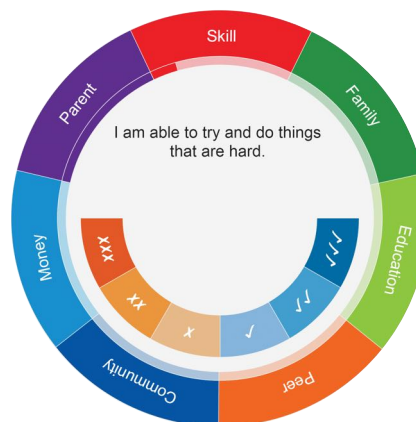 Skill
Family
Education
Peer
Community
Money
Parent
I am able to try and do things
that are hard.
xxx
xx
x
✓
✓✓
✓✓✓